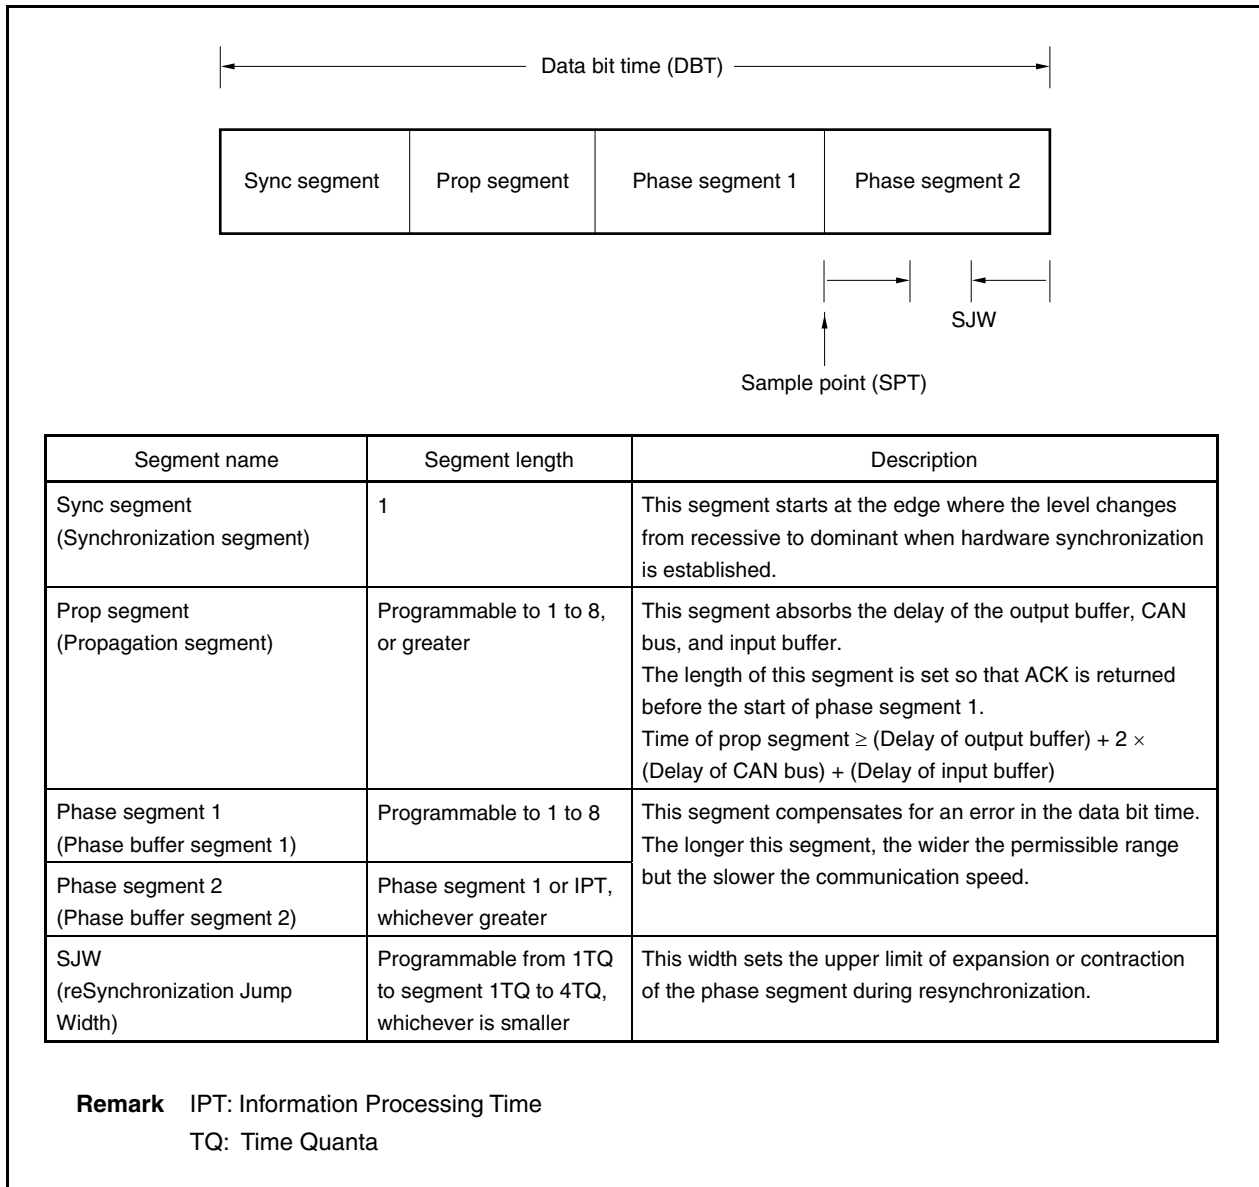 Data bit time (DBT)
Sync segment
Prop segment
Phase segment 1
Phase segment 2
SJW
Sample point (SPT)
Segment name
Segment length
Description
Sync segment
(Synchronization segment)
1
This segment starts at the edge where the level changes
from recessive to dominant when hardware synchronization
is established.
Prop segment
(Propagation segment)
Programmable to 1 to 8,
or greater
This segment absorbs the delay of the output buffer, CAN
bus, and input buffer.
The length of this segment is set so that ACK is returned
before the start of phase segment 1.
Time of prop segment ≥ (Delay of output buffer) + 2 ×
(Delay of CAN bus) + (Delay of input buffer)
Phase segment 1
(Phase buffer segment 1)
Programmable to 1 to 8
This segment compensates for an error in the data bit time.
The longer this segment, the wider the permissible range
but the slower the communication speed.
Phase segment 2
(Phase buffer segment 2)
Phase segment 1 or IPT,
whichever greater
SJW
(reSynchronization Jump
Width)
Programmable from 1TQ
to segment 1TQ to 4TQ,
whichever is smaller
This width sets the upper limit of expansion or contraction
of the phase segment during resynchronization.
Remark IPT: Information Processing Time
TQ: Time Quanta